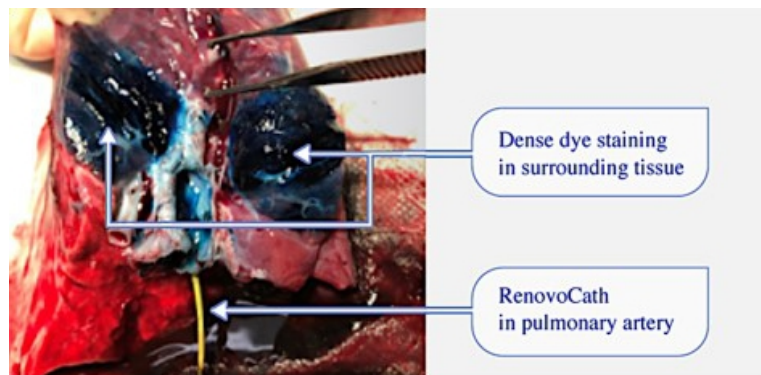 Dense dye staining
in surrounding tissue
RenovoCath
in pulmonary artery